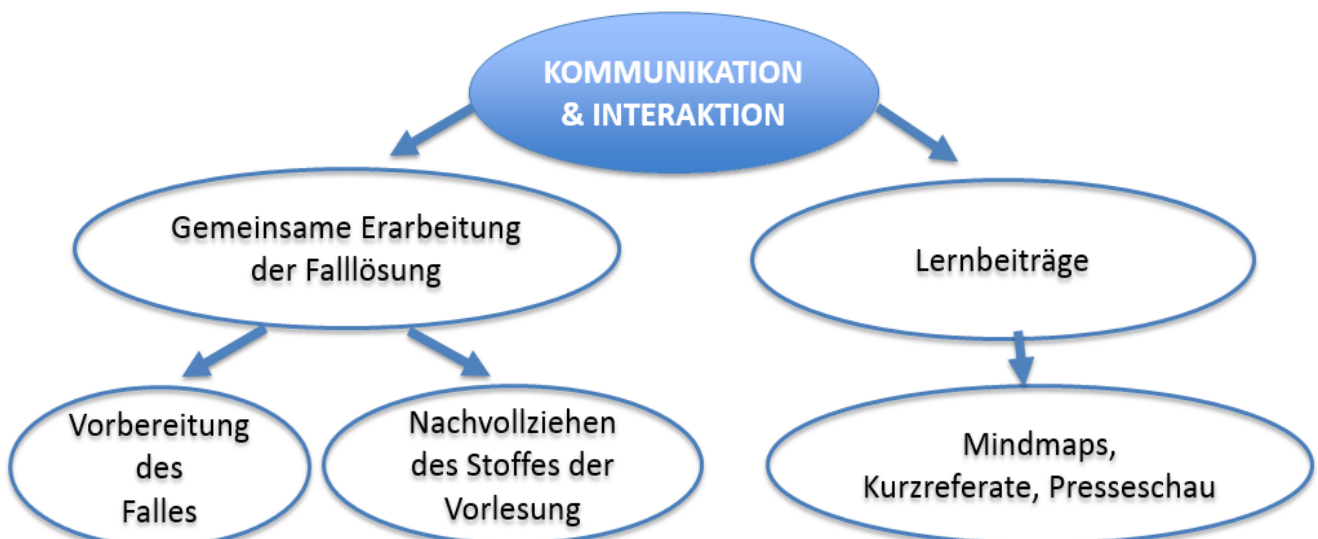 KOMMUNIKATION
& INTERAKTION
Gemeinsame Erarbeitung
der Falllösung
Lernbeiträge
Vorbereitung
des
Falles
Nachvollziehen
des Stoffes der
Vorlesung
Mindmaps,
Kurzreferate, Presseschau